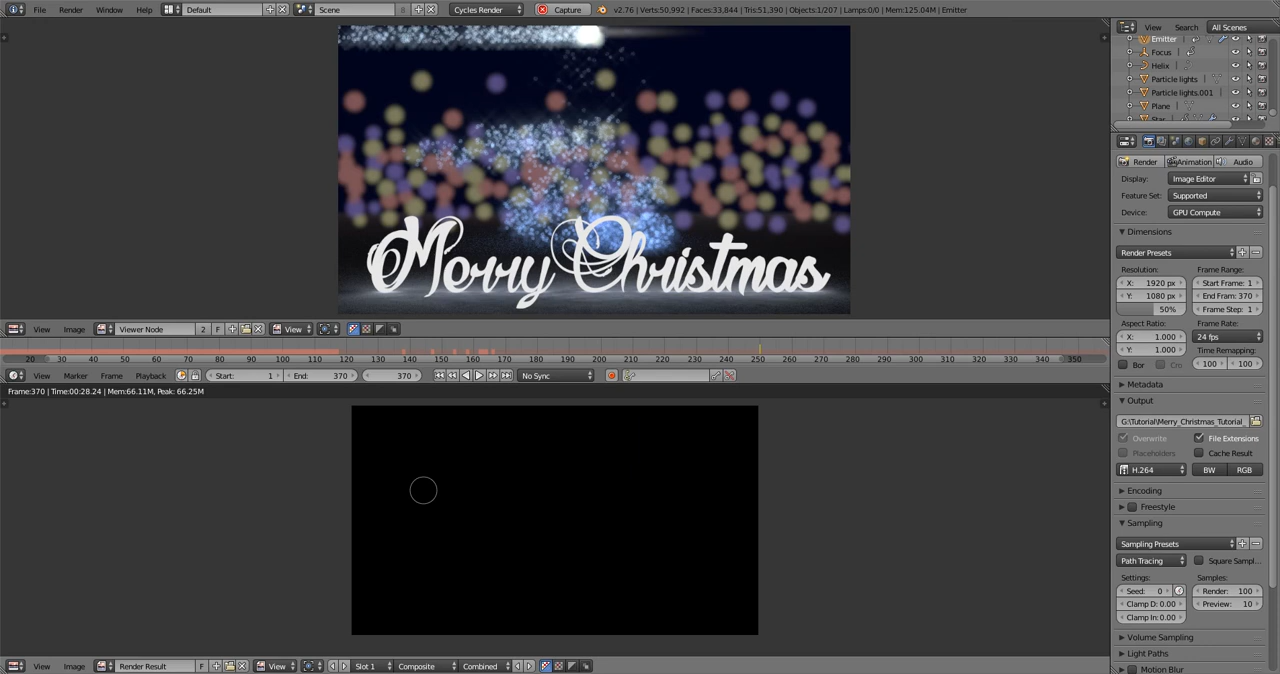 File Render Window Help Default Scene 8 Cycles Render Capture v2.76 | Verts:50,992 | Faces:33,844 | Tris:51,390 | Objects:1/207 | Lamps:0/0 | Mem:125.04M | Emitter
View Search All Scenes
Emitter
Focus
Helix
Particle lights
Particle lights.001
Plane
Star
Merry Christmas
Render Animation Audio
Display: Image Editor
Feature Set: Supported
Device: GPU Compute
Dimensions
Render Presets
Resolution: Frame Range:
X: 1920 px Start Frame: 1
Y: 1080 px End Fram: 370
50% Frame Step: 1
Aspect Ratio: Frame Rate:
X: 1.000 24 fps
Y: 1.000 Time Remapping:
Bor Cro 100 100
Metadata
Output
G:\Tutorial\Merry_Christmas_Tutorial_
Overwrite File Extensions
Placeholders Cache Result
H.264 BW RGB
Encoding
Freestyle
Sampling
Sampling Presets
Path Tracing Square Sampl...
Settings: Samples:
Seed: 0 Render: 100
Clamp D: 0.00 Preview: 10
Clamp In: 0.00
Volume Sampling
Light Paths
Motion Blur
View Image Viewer Node 2 F View
20 30 40 50 60 70 80 90 100 110 120 130 140 150 160 170 180 190 200 210 220 230 240 250 260 270 280 290 300 310 320 330 340 350
View Marker Frame Playback Start: 1 End: 370 370 No Sync
Frame:370 | Time:00:28.24 | Mem:66.11M, Peak: 66.25M
View Image Render Result F View Slot 1 Composite Combined